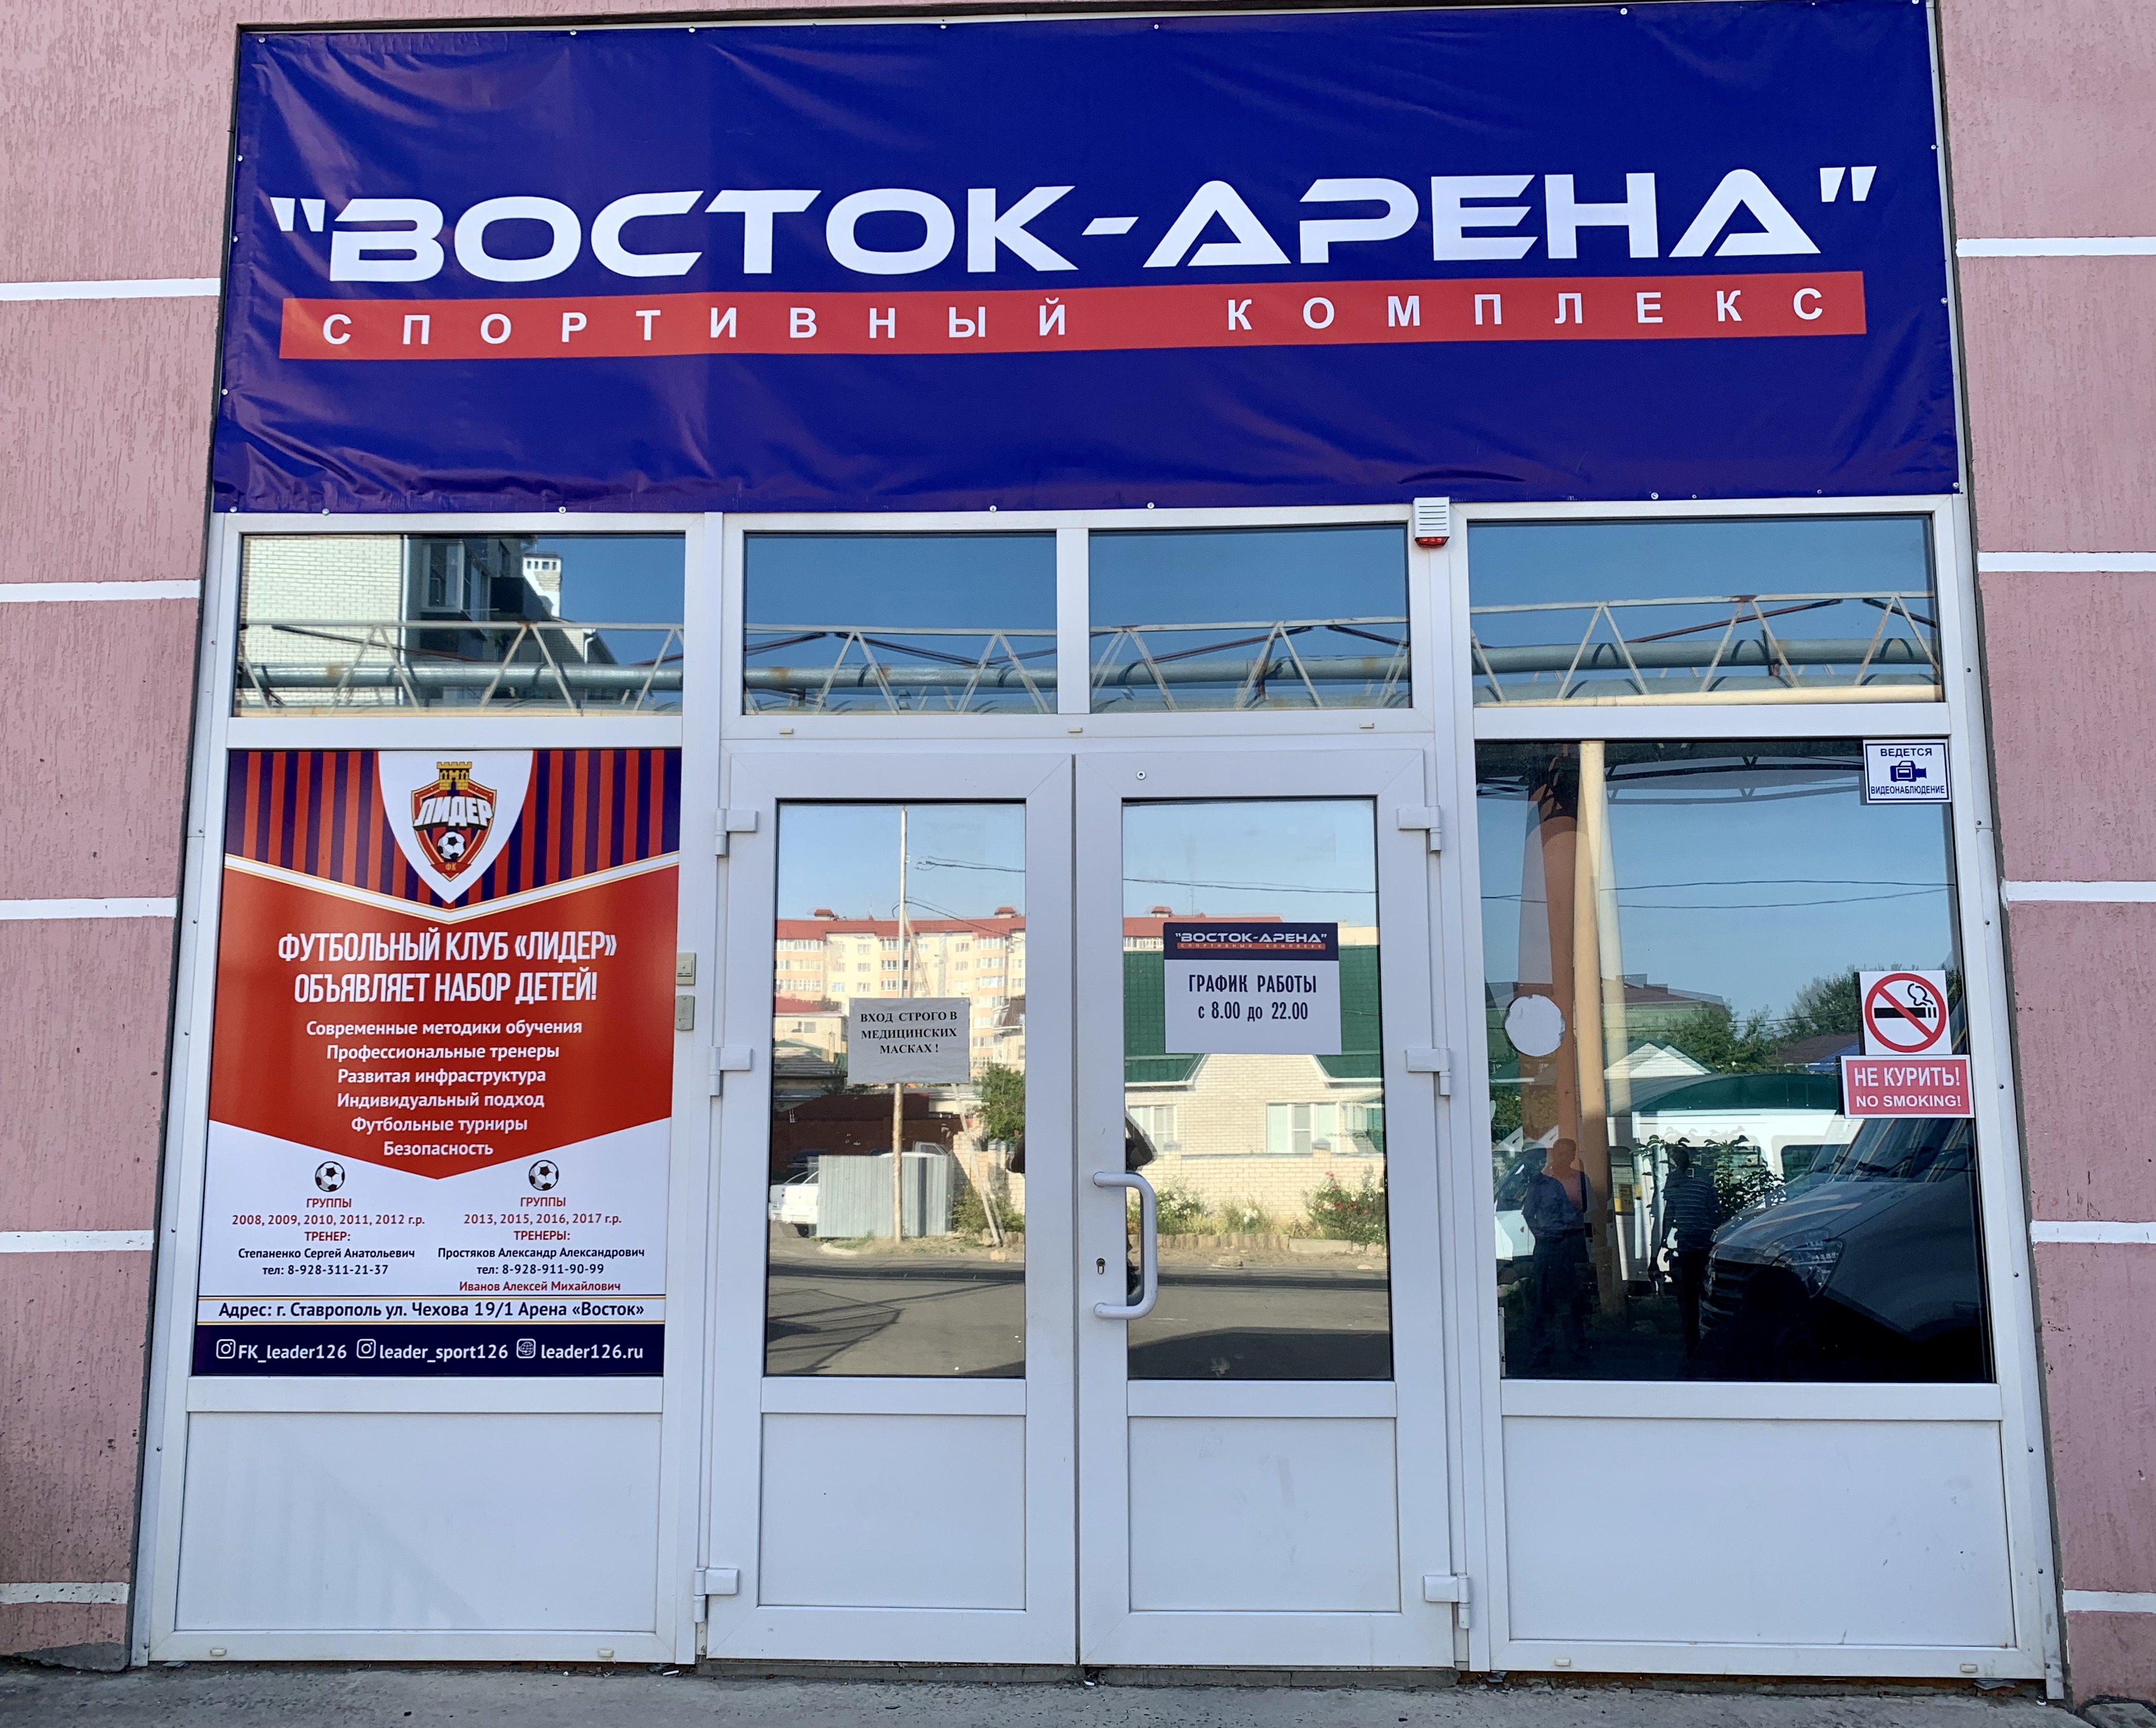 "ВОСТОК-АРЕНА"
СПОРТИВНЫЙ КОМПЛЕКС
ЛИДЕР
ФК
ФУТБОЛЬНЫЙ КЛУБ «ЛИДЕР»
ОБЪЯВЛЯЕТ НАБОР ДЕТЕЙ!
Современные методики обучения
Профессиональные тренеры
Развитая инфраструктура
Индивидуальный подход
Футбольные турниры
Безопасность
ГРУППЫ
2008, 2009, 2010, 2011, 2012 г.р.
ТРЕНЕР:
Степаненко Сергей Анатольевич
тел: 8-928-311-21-37
ГРУППЫ
2013, 2015, 2016, 2017 г.р.
ТРЕНЕРЫ:
Простяков Александр Александрович
тел: 8-928-911-90-99
Иванов Алексей Михайлович
Адрес: г. Ставрополь ул. Чехова 19/1 Арена «Восток»
FK_leader126 leader_sport126 leader126.ru
ВХОД СТРОГО В
МЕДИЦИНСКИХ
МАСКАХ !
"ВОСТОК-АРЕНА"
СПОРТИВНЫЙ КОМПЛЕКС
ГРАФИК РАБОТЫ
с 8.00 до 22.00
ВЕДЕТСЯ
ВИДЕОНАБЛЮДЕНИЕ
НЕ КУРИТЬ!
NO SMOKING!